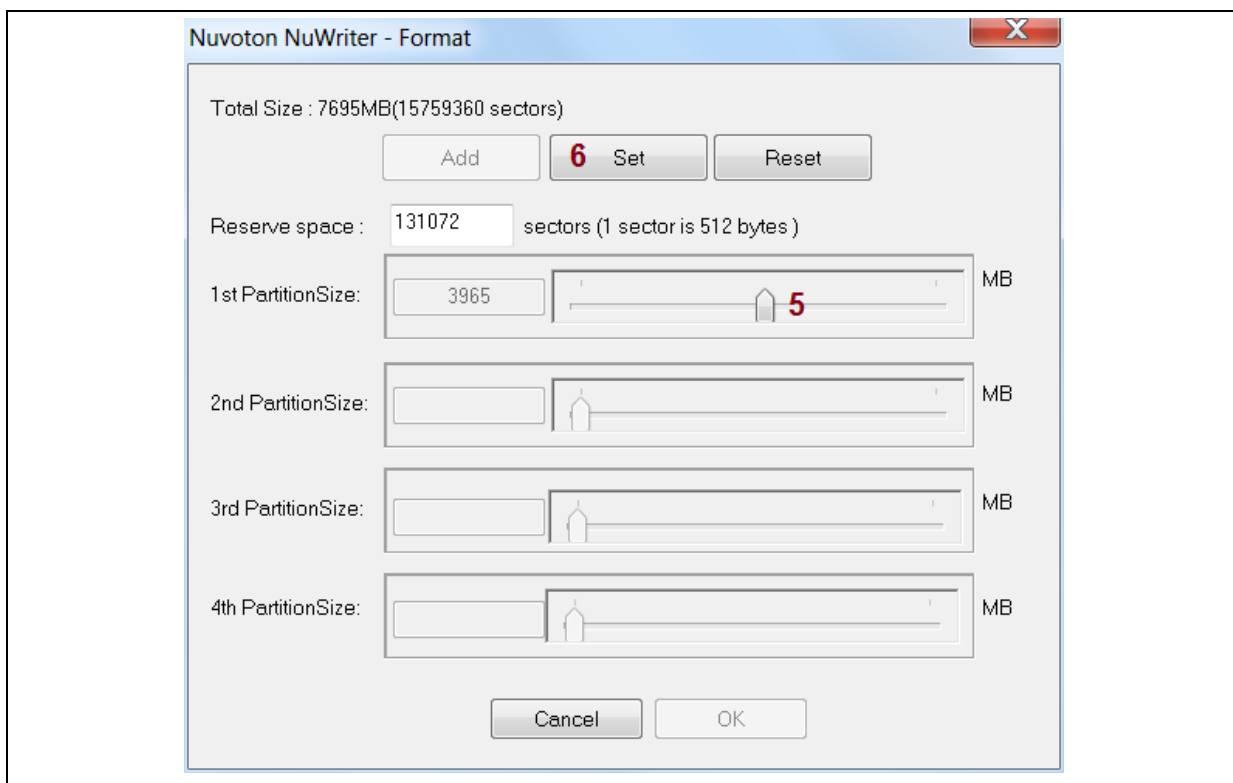 Nuvoton NuWriter - Format
X
Total Size : 7695MB(15759360 sectors)
Add 6 Set Reset
Reserve space : 131072 sectors (1 sector is 512 bytes )
1st PartitionSize: 3965 5 MB
2nd PartitionSize: MB
3rd PartitionSize: MB
4th PartitionSize: MB
Cancel OK